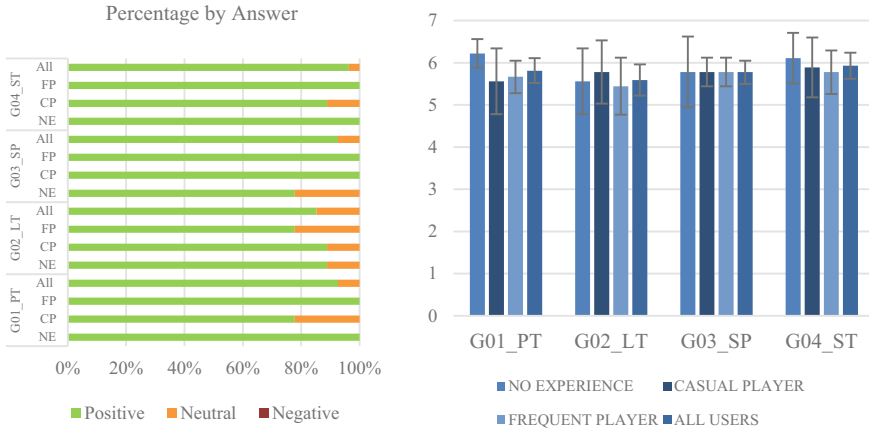 Percentage by Answer
G04_ST
All
FP
CP
NE
G03_SP
All
FP
CP
NE
G02_LT
All
FP
CP
NE
G01_PT
All
FP
CP
NE
0% 20% 40% 60% 80% 100%
Positive Neutral Negative
7
6
5
4
3
2
1
0
G01_PT G02_LT G03_SP G04_ST
NO EXPERIENCE CASUAL PLAYER
FREQUENT PLAYER ALL USERS